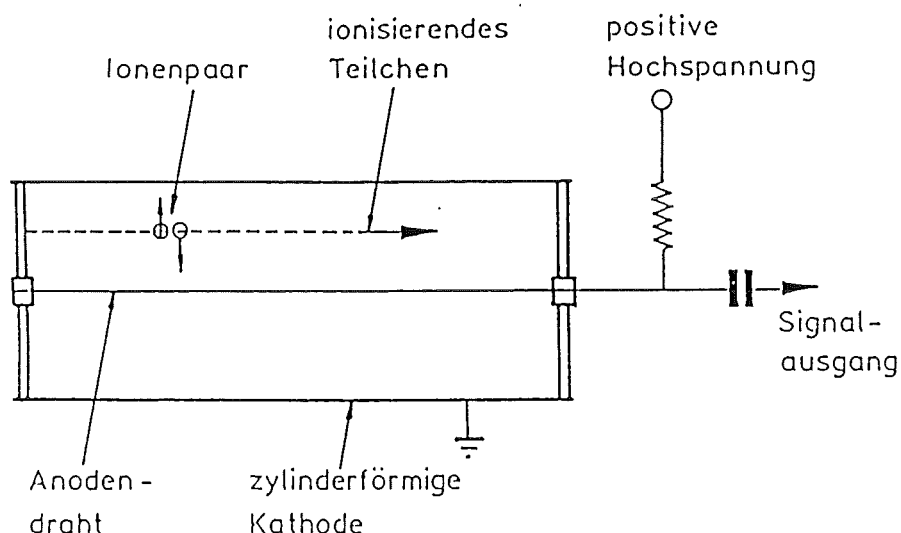 ionisierendes
Teilchen
positive
Hochspannung
Ionenpaar
Signal-
ausgang
Anoden-
draht
zylinderförmige
Kathode